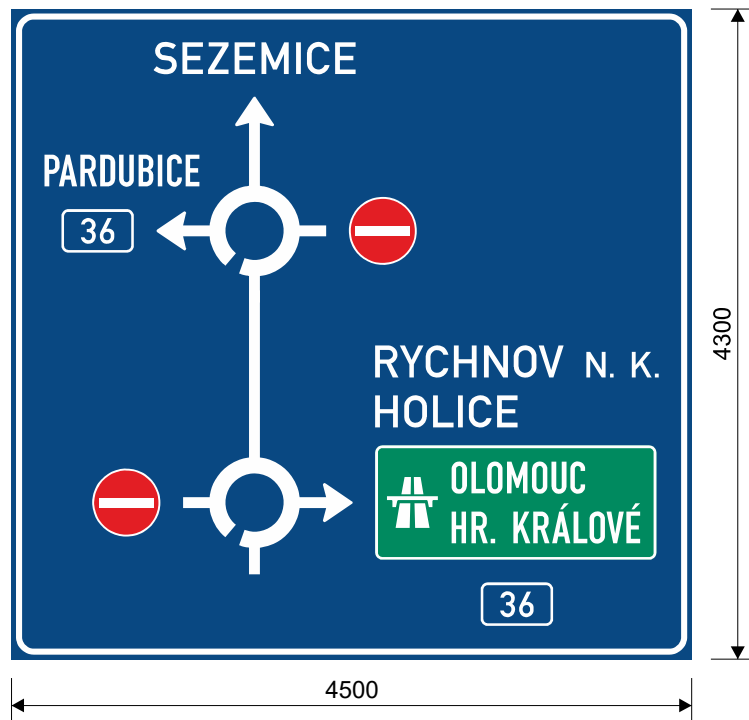 SEZEMICE
PARDUBICE
36
RYCHNOV N. K.
HOLICE
OLOMOUC
HR. KRÁLOVÉ
36
4300
4500